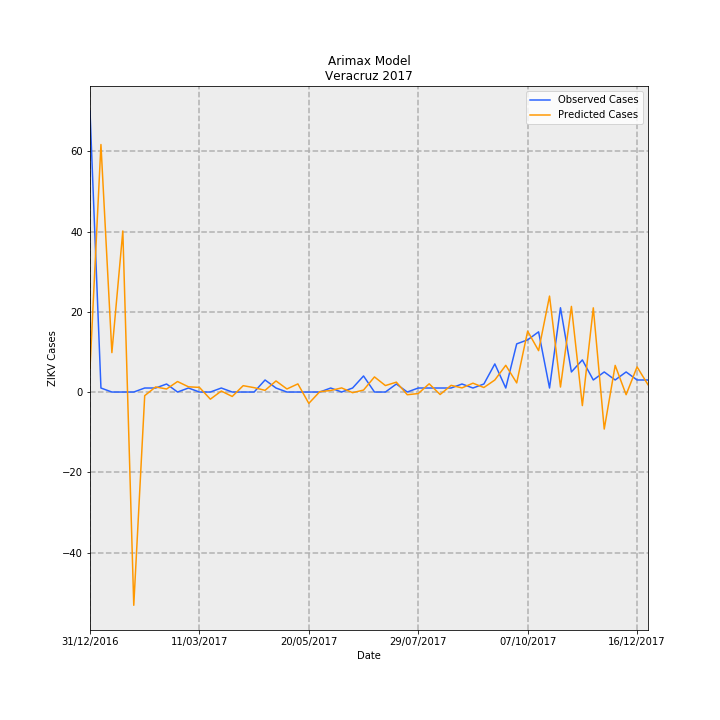 Arimax Model
Veracruz 2017
Observed Cases
Predicted Cases
ZIKV Cases
60
40
20
0
−20
−40
31/12/2016
11/03/2017
20/05/2017
29/07/2017
07/10/2017
16/12/2017
Date